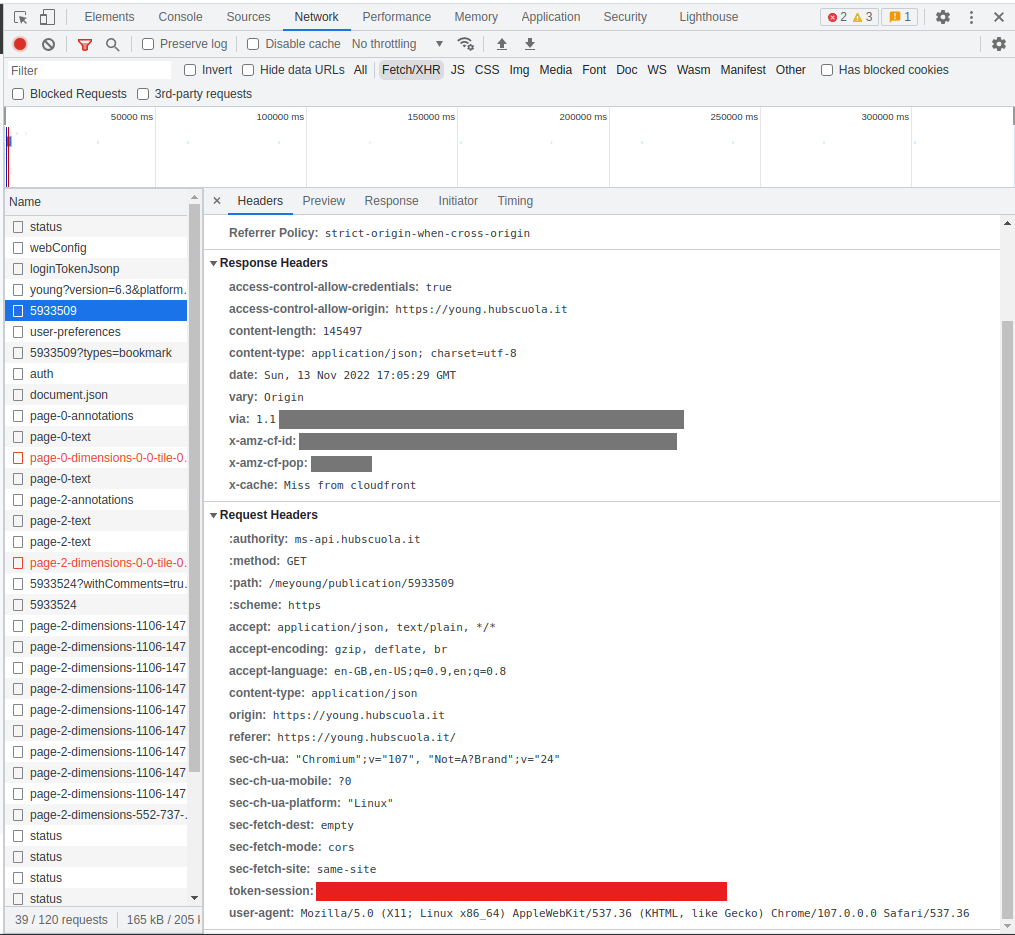 Elements Console Sources Network Performance Memory Application Security Lighthouse 2 3 1
Preserve log Disable cache No throttling
Filter Invert Hide data URLs All Fetch/XHR JS CSS Img Media Font Doc WS Wasm Manifest Other Has blocked cookies
Blocked Requests 3rd-party requests
50000 ms 100000 ms 150000 ms 200000 ms 250000 ms 300000 ms
Name
status
webConfig
loginTokenJsonp
young?version=6.3&platform.
5933509
user-preferences
5933509?types=bookmark
auth
document.json
page-0-annotations
page-0-text
page-0-dimensions-0-0-tile-0.
page-0-text
page-2-annotations
page-2-text
page-2-text
page-2-dimensions-0-0-tile-0.
5933524?withComments=tru.
5933524
page-2-dimensions-1106-147
page-2-dimensions-1106-147
page-2-dimensions-1106-147
page-2-dimensions-1106-147
page-2-dimensions-1106-147
page-2-dimensions-1106-147
page-2-dimensions-1106-147
page-2-dimensions-1106-147
page-2-dimensions-1106-147
page-2-dimensions-552-737-.
status
status
status
status
39 / 120 requests 165 kB / 205 k
Headers Preview Response Initiator Timing
Referrer Policy: strict-origin-when-cross-origin
Response Headers
access-control-allow-credentials: true
access-control-allow-origin: https://young.hubscuola.it
content-length: 145497
content-type: application/json; charset=utf-8
date: Sun, 13 Nov 2022 17:05:29 GMT
vary: Origin
via: 1.1
x-amz-cf-id:
x-amz-cf-pop:
x-cache: Miss from cloudfront
Request Headers
:authority: ms-api.hubscuola.it
:method: GET
:path: /meyoung/publication/5933509
:scheme: https
accept: application/json, text/plain, */*
accept-encoding: gzip, deflate, br
accept-language: en-GB,en-US;q=0.9,en;q=0.8
content-type: application/json
origin: https://young.hubscuola.it
referer: https://young.hubscuola.it/
sec-ch-ua: "Chromium";v="107", "Not=A?Brand";v="24"
sec-ch-ua-mobile: ?0
sec-ch-ua-platform: "Linux"
sec-fetch-dest: empty
sec-fetch-mode: cors
sec-fetch-site: same-site
token-session:
user-agent: Mozilla/5.0 (X11; Linux x86_64) AppleWebKit/537.36 (KHTML, like Gecko) Chrome/107.0.0.0 Safari/537.36